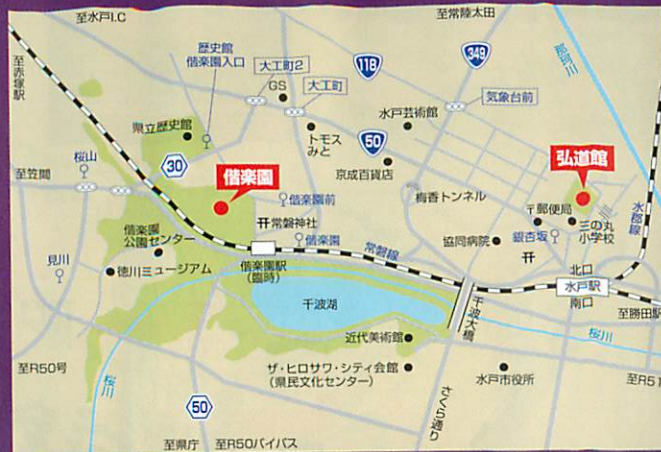 至水戸I.C
至常陸太田
那珂川
歴史館
偕楽園入口
大工町2
118
349
至赤塚駅
GS
大工町
気象台前
県立歴史館
水戸芸術館
トモス
みと
50
京成百貨店
弘道館
30
桜山
至笠間
偕楽園
偕楽園前
梅香トンネル
〒郵便局
水郡線
常磐神社
偕楽園
三の丸
小学校
銀杏坂
偕楽園
公園センター
協同病院
常磐線
見川
徳川ミュージアム
偕楽園駅
(臨時)
北口
水戸駅
南口
千波湖
千波大橋
至勝田駅
桜川
近代美術館
至R50号
桜川
ザ・ヒロサワ・シティ会館
(県民文化センター)
水戸市役所
至R51
50
さくら通り
至県庁
至R50バイパス